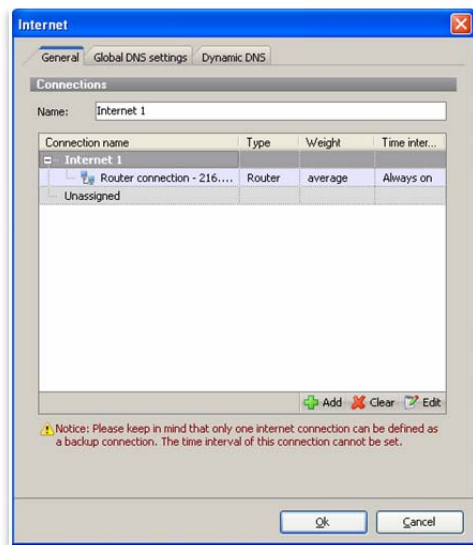 Internet
General Global DNS settings Dynamic DNS
Connections
Name: Internet 1
Connection name Type Weight Time inter...
Internet 1
Router connection - 216.... Router average Always on
Unassigned
Add Clear Edit
Notice: Please keep in mind that only one internet connection can be defined as
a backup connection. The time interval of this connection cannot be set.
Ok Cancel